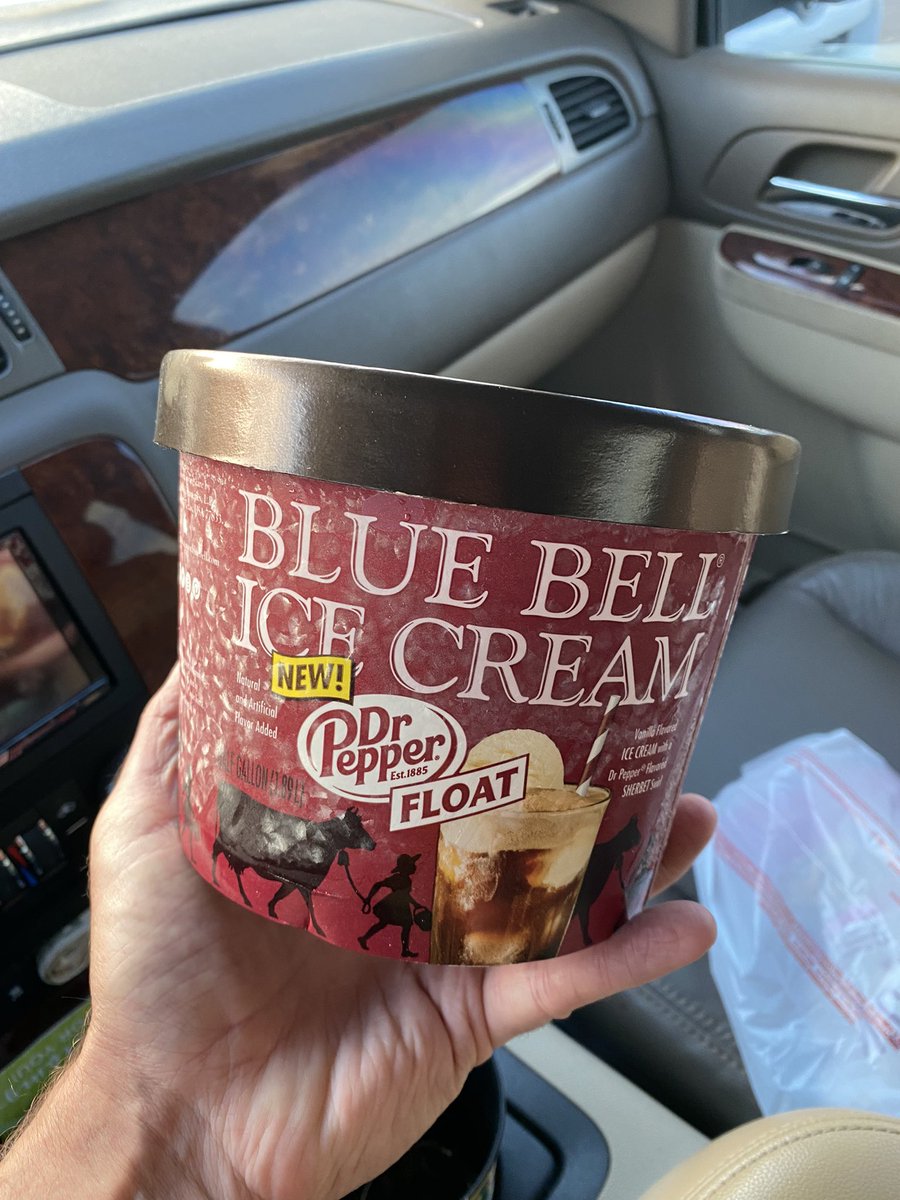 BLUE BELL®
ICE CREAM
NEW!
Natural
and Artificial
Flavor Added
Dr
Pepper
Est.1885
FLOAT
Vanilla Flavored
ICE CREAM with a
Dr Pepper® Flavored
SHERBET Swirl
GALLON